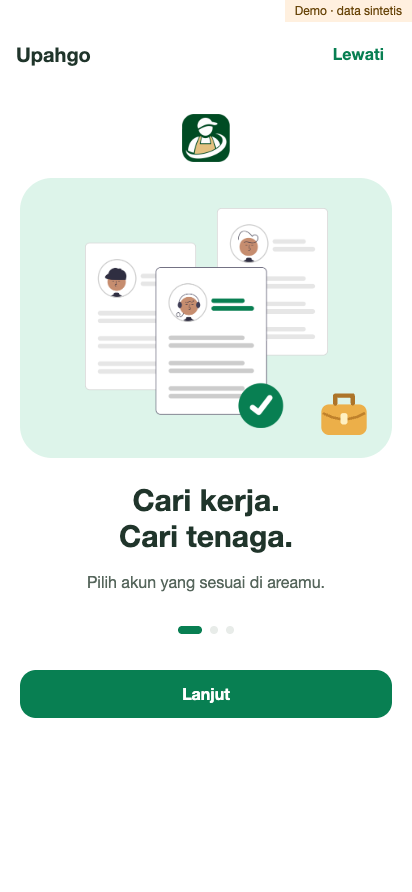 Demo · data sintetis
Upahgo
Lewati
Cari kerja.
Cari tenaga.
Pilih akun yang sesuai di areamu.
Lanjut